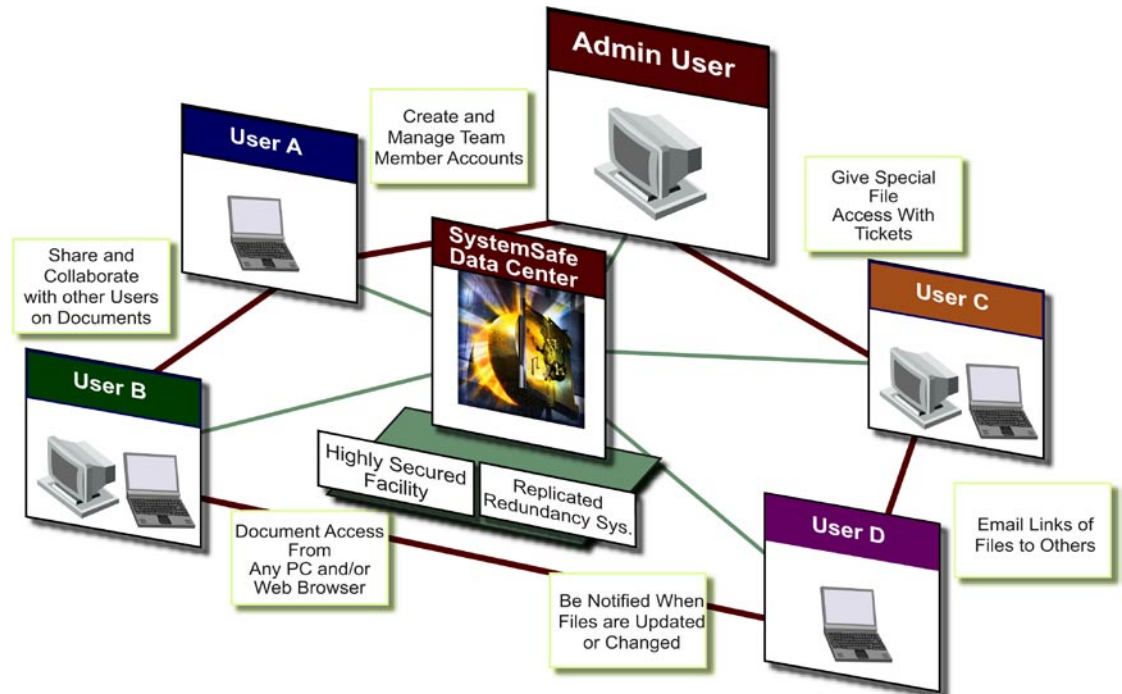 Admin User
Create and
Manage Team
Member Accounts
User A
Give Special
File
Access With
Tickets
Share and
Collaborate
with other Users
on Documents
SystemSafe
Data Center
User C
User B
Highly Secured
Facility
Replicated
Redundancy Sys.
User D
Email Links of
Files to Others
Document Access
From
Any PC and/or
Web Browser
Be Notified When
Files are Updated
or Changed